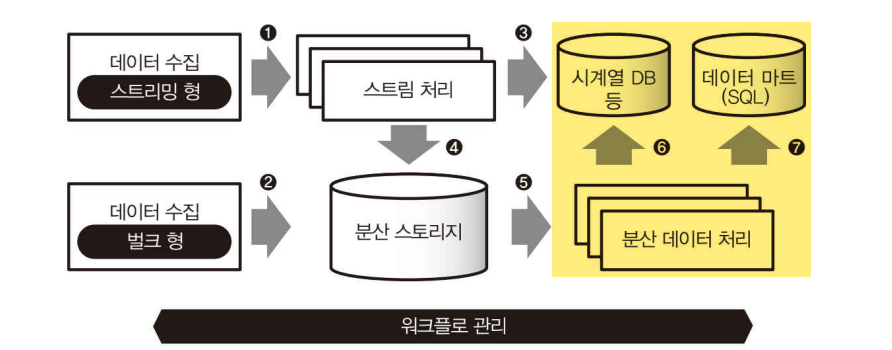 ❶
❸
데이터 수집
스트리밍 형
스트림 처리
시계열 DB
등
데이터 마트
(SQL)
❹
❻
❼
❷
❺
데이터 수집
벌크 형
분산 스토리지
분산 데이터 처리
워크플로 관리